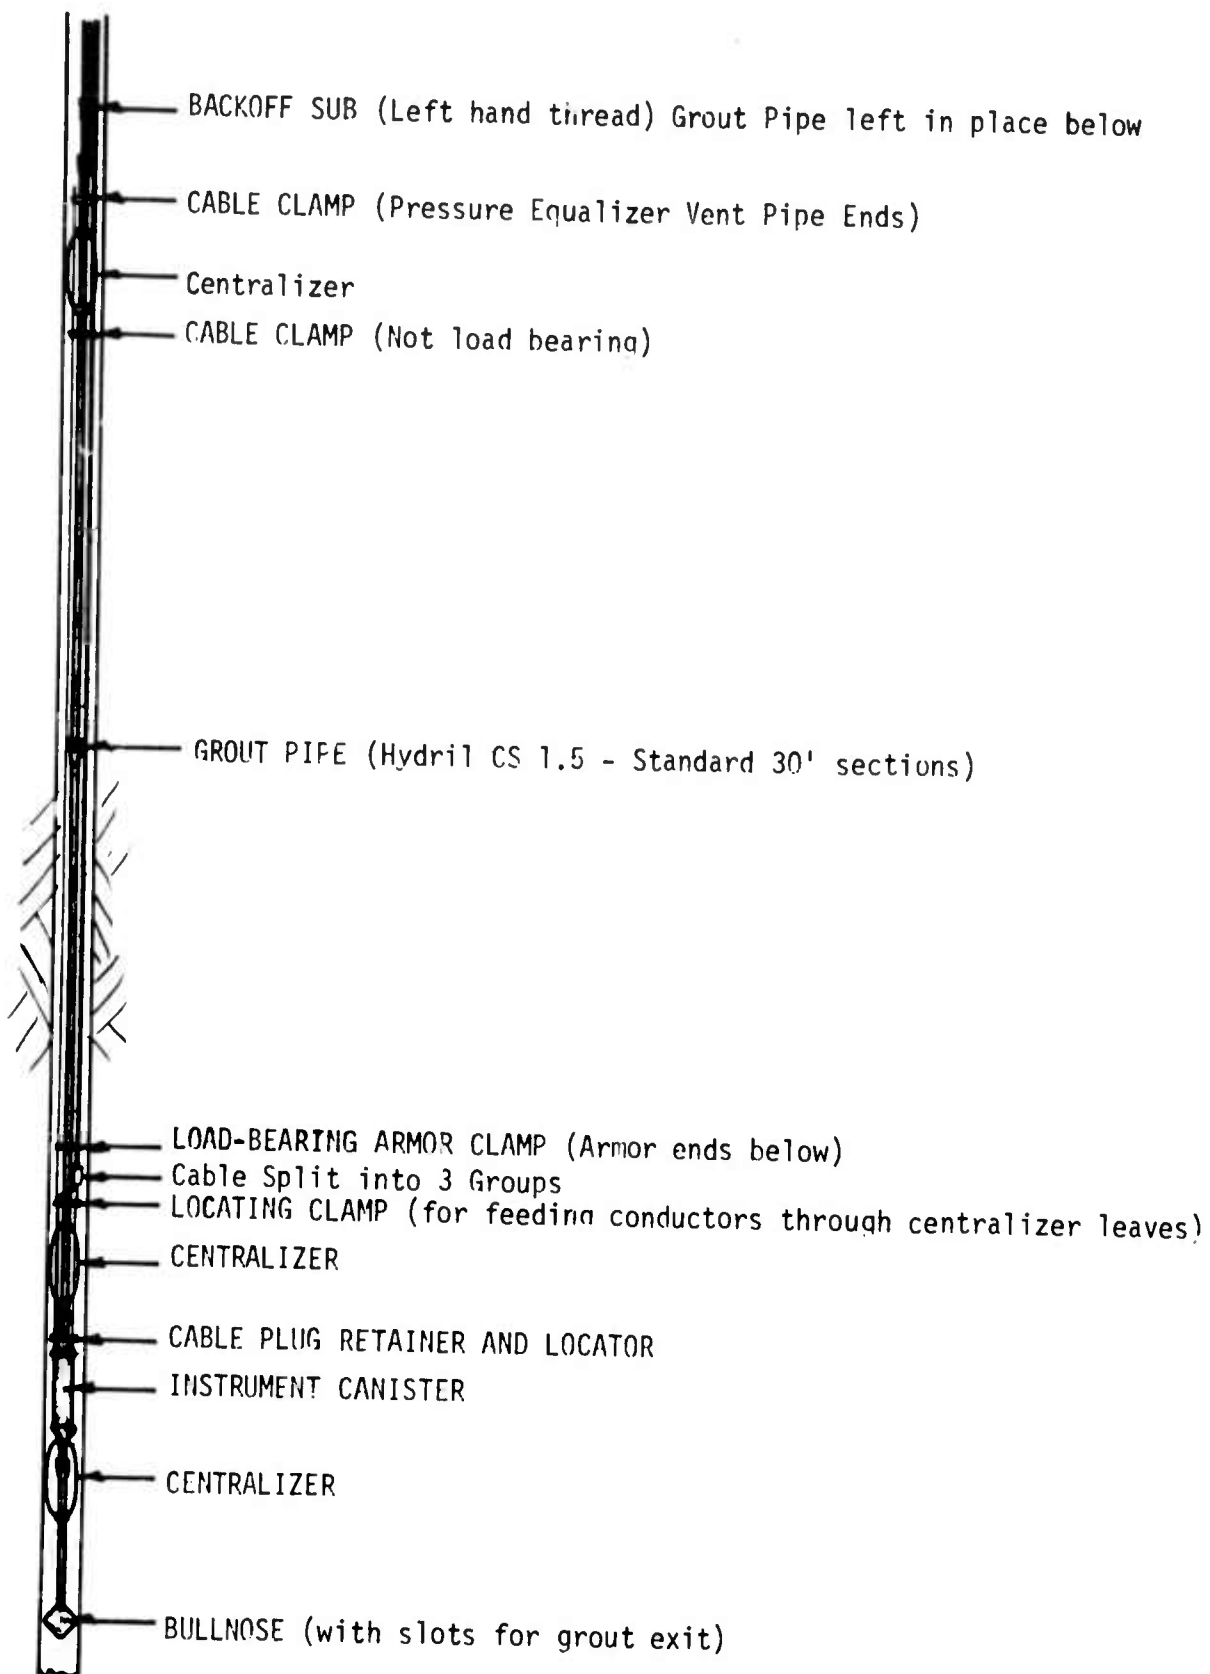 BACKOFF SUB (Left hand thread) Grout Pipe left in place below
CABLE CLAMP (Pressure Equalizer Vent Pipe Ends)
Centralizer
CABLE CLAMP (Not load bearing)
GROUT PIPE (Hydril CS 1.5 - Standard 30' sections)
LOAD-BEARING ARMOR CLAMP (Armor ends below)
Cable Split into 3 Groups
LOCATING CLAMP (for feeding conductors through centralizer leaves)
CENTRALIZER
CABLE PLUG RETAINER AND LOCATOR
INSTRUMENT CANISTER
CENTRALIZER
BULLNOSE (with slots for grout exit)